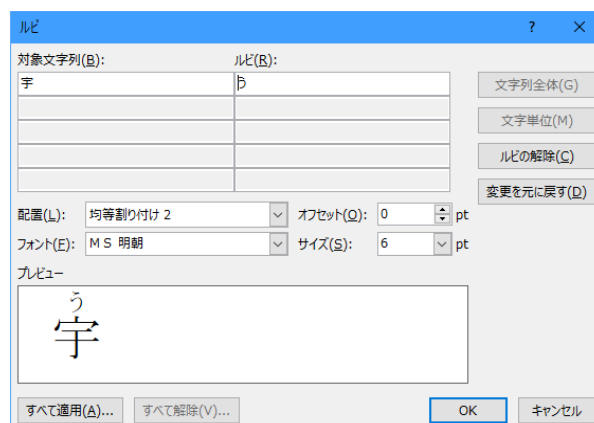 ルビ ? ×
対象文字列(B): ルビ(R):
宇 う 文字列全体(G)
文字単位(M)
ルビの解除(C)
変更を元に戻す(D)
配置(L): 均等割り付け 2 オフセット(O): 0 pt
フォント(F): ＭＳ 明朝 サイズ(S): 6 pt
プレビュー
う
宇
すべて適用(A)... すべて解除(V)... OK キャンセル